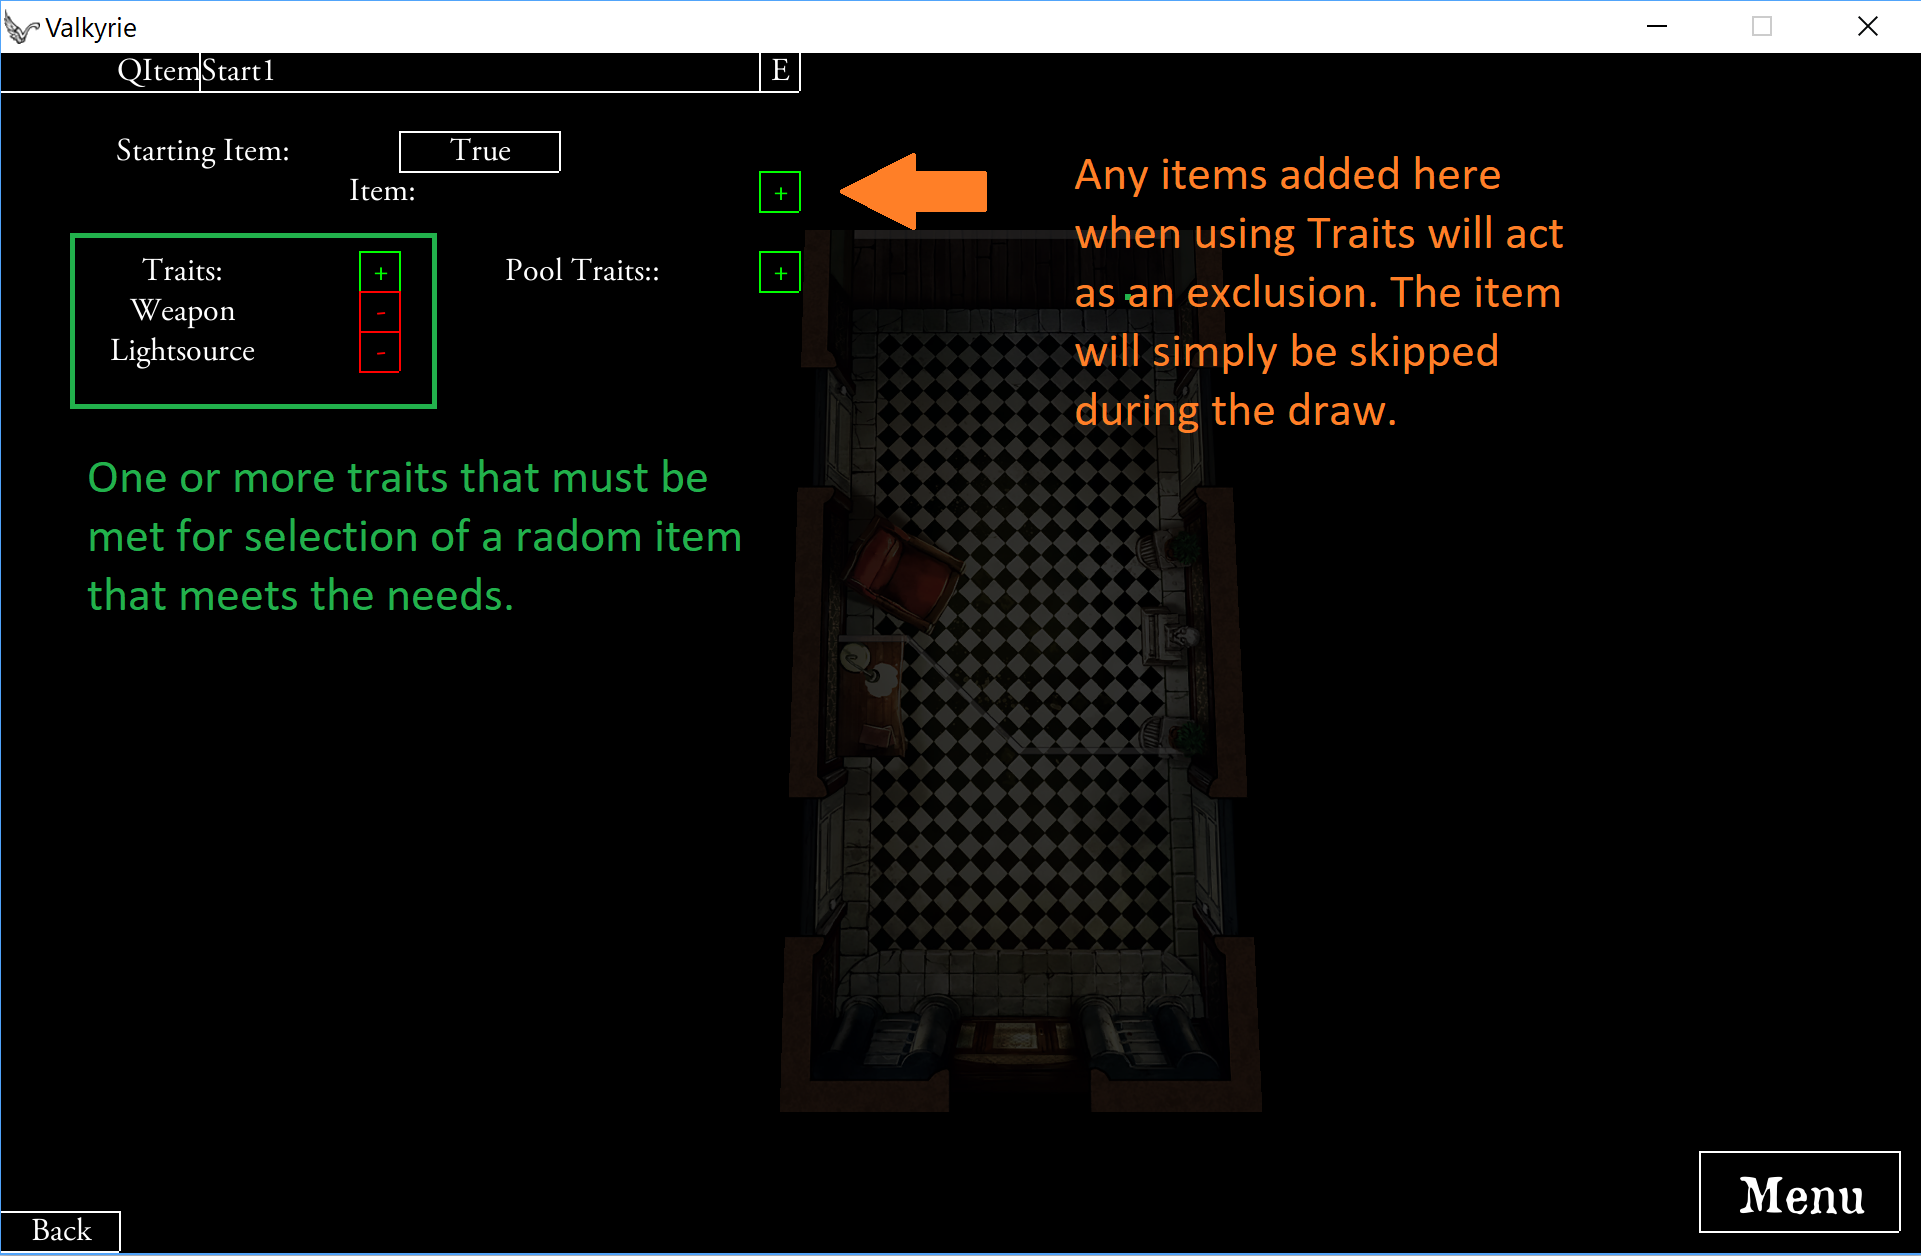 Valkyrie
QItem Start1 E
Starting Item: True
Item: +
Traits: + Pool Traits:: +
Weapon -
Lightsource -
Any items added here
when using Traits will act
as an exclusion. The item
will simply be skipped
during the draw.
One or more traits that must be
met for selection of a radom item
that meets the needs.
Menu
Back